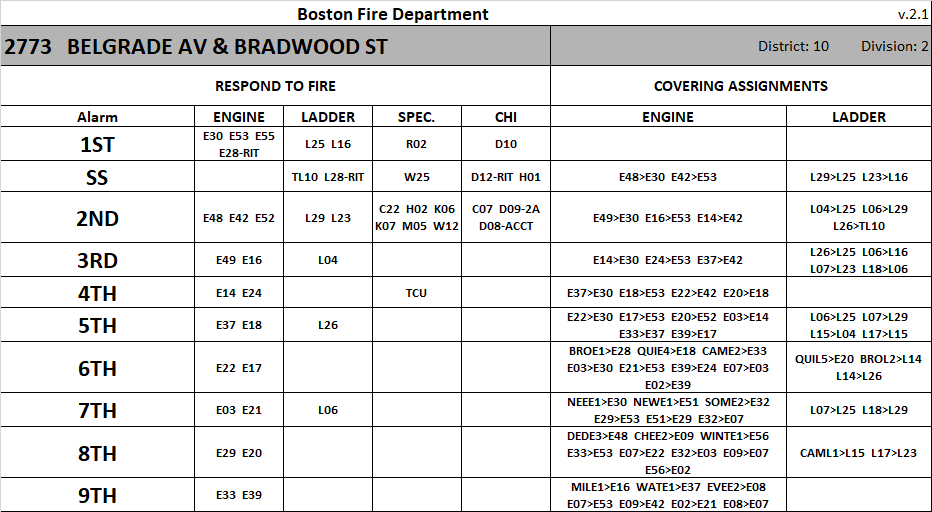 Boston Fire Department v.2.1
2773 BELGRADE AV & BRADWOOD ST District: 10 Division: 2
RESPOND TO FIRE COVERING ASSIGNMENTS
Alarm ENGINE LADDER SPEC. CHI ENGINE LADDER
1ST
E30 E53 E55
E28-RIT
L25 L16
R02
D10
SS
TL10 L28-RIT
W25
D12-RIT H01
E48>E30 E42>E53
L29>L25 L23>L16
2ND
E48 E42 E52
L29 L23
C22 H02 K06
K07 M05 W12
C07 D09-2A
D08-ACCT
E49>E30 E16>E53 E14>E42
L04>L25 L06>L29
L26>TL10
3RD
E49 E16
L04
E14>E30 E24>E53 E37>E42
L26>L25 L06>L16
L07>L23 L18>L06
4TH
E14 E24
TCU
E37>E30 E18>E53 E22>E42 E20>E18
5TH
E37 E18
L26
E22>E30 E17>E53 E20>E52 E03>E14
E33>E37 E39>E17
L06>L25 L07>L29
L15>L04 L17>L15
6TH
E22 E17
BROE1>E28 QUIE4>E18 CAME2>E33
E03>E30 E21>E53 E39>E24 E07>E03
E02>E39
QUIL5>E20 BROL2>L14
L14>L26
7TH
E03 E21
L06
NEEE1>E30 NEWE1>E51 SOME2>E32
E29>E53 E51>E29 E32>E07
L07>L25 L18>L29
8TH
E29 E20
DEDE3>E48 CHEE2>E09 WINTE1>E56
E33>E53 E07>E22 E32>E03 E09>E07
E56>E02
CAML1>L15 L17>L23
9TH
E33 E39
MILE1>E16 WATE1>E37 EVEE2>E08
E07>E53 E09>E42 E02>E21 E08>E07